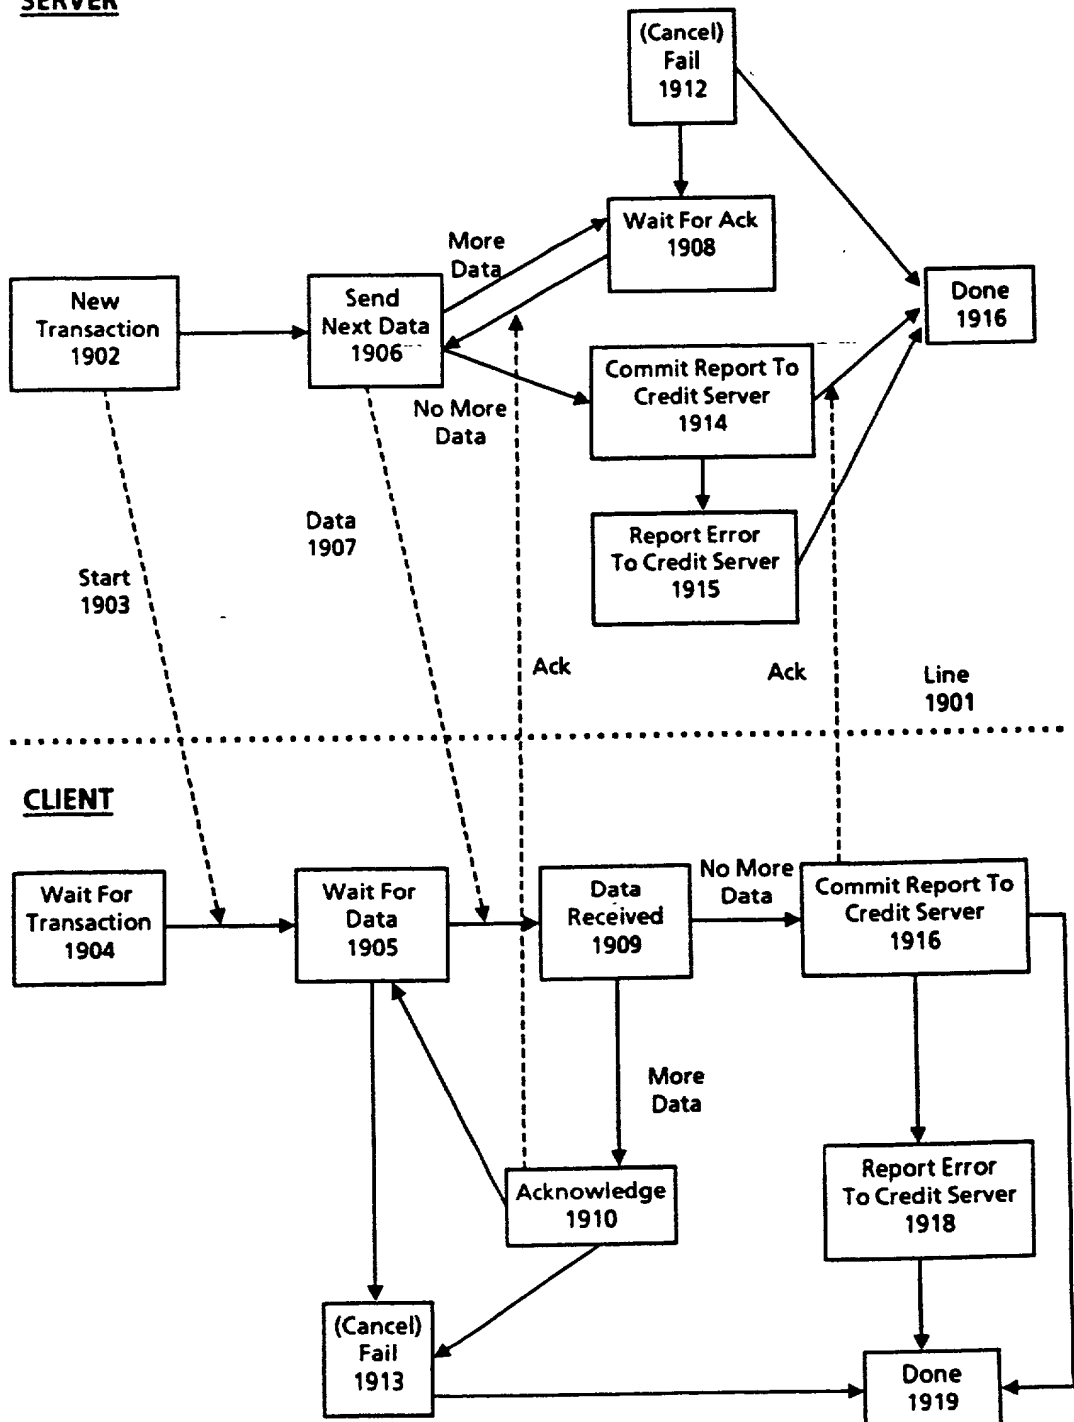 SERVER
(Cancel)
Fail
1912
Wait For Ack
1908
More
Data
New
Transaction
1902
Send
Next Data
1906
Done
1916
No More
Data
Commit Report To
Credit Server
1914
Data
1907
Report Error
To Credit Server
1915
Start
1903
Ack
Ack
Line
1901
CLIENT
Wait For
Transaction
1904
Wait For
Data
1905
Data
Received
1909
No More
Data
Commit Report To
Credit Server
1916
More
Data
Acknowledge
1910
Report Error
To Credit Server
1918
(Cancel)
Fail
1913
Done
1919